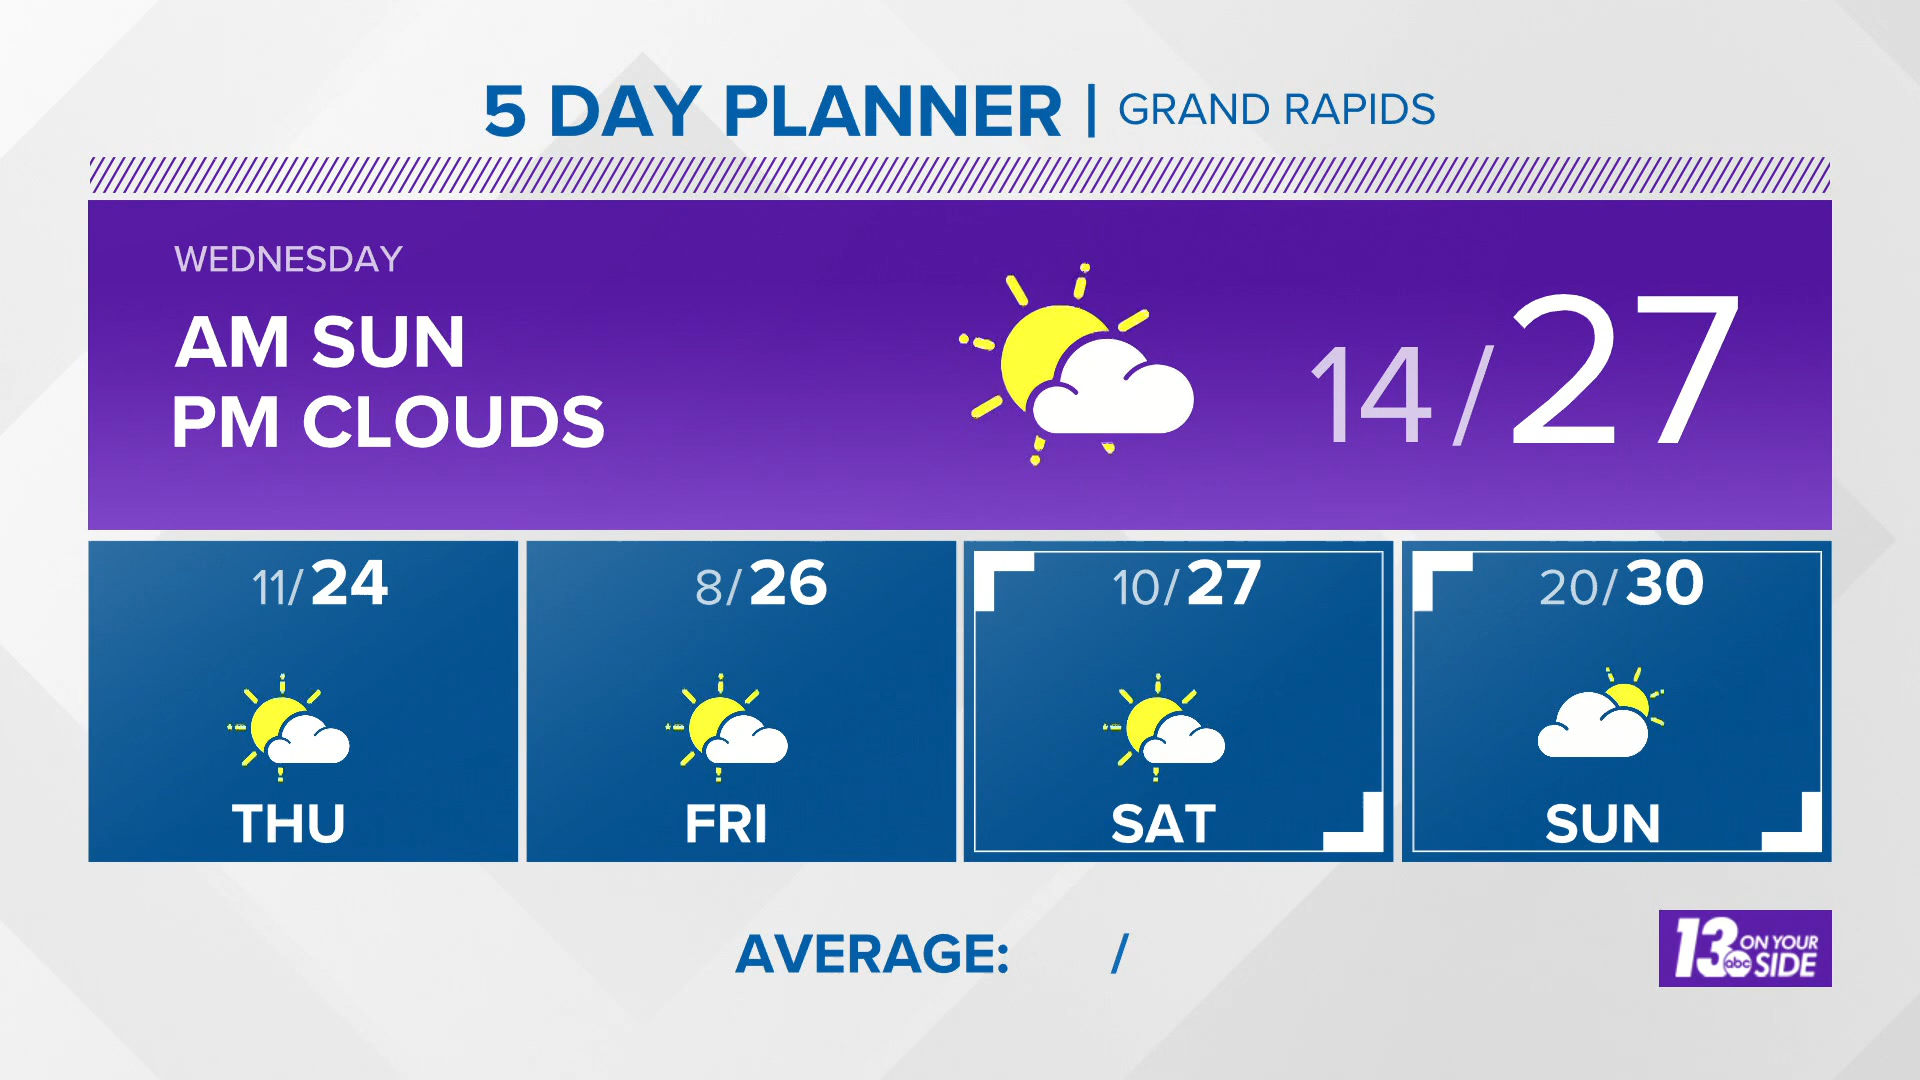 5 DAY PLANNER | GRAND RAPIDS
WEDNESDAY
AM SUN
PM CLOUDS
14/27
11/24
THU
8/26
FRI
10/27
SAT
20/30
SUN
AVERAGE: /
13 ON YOUR
abc SIDE